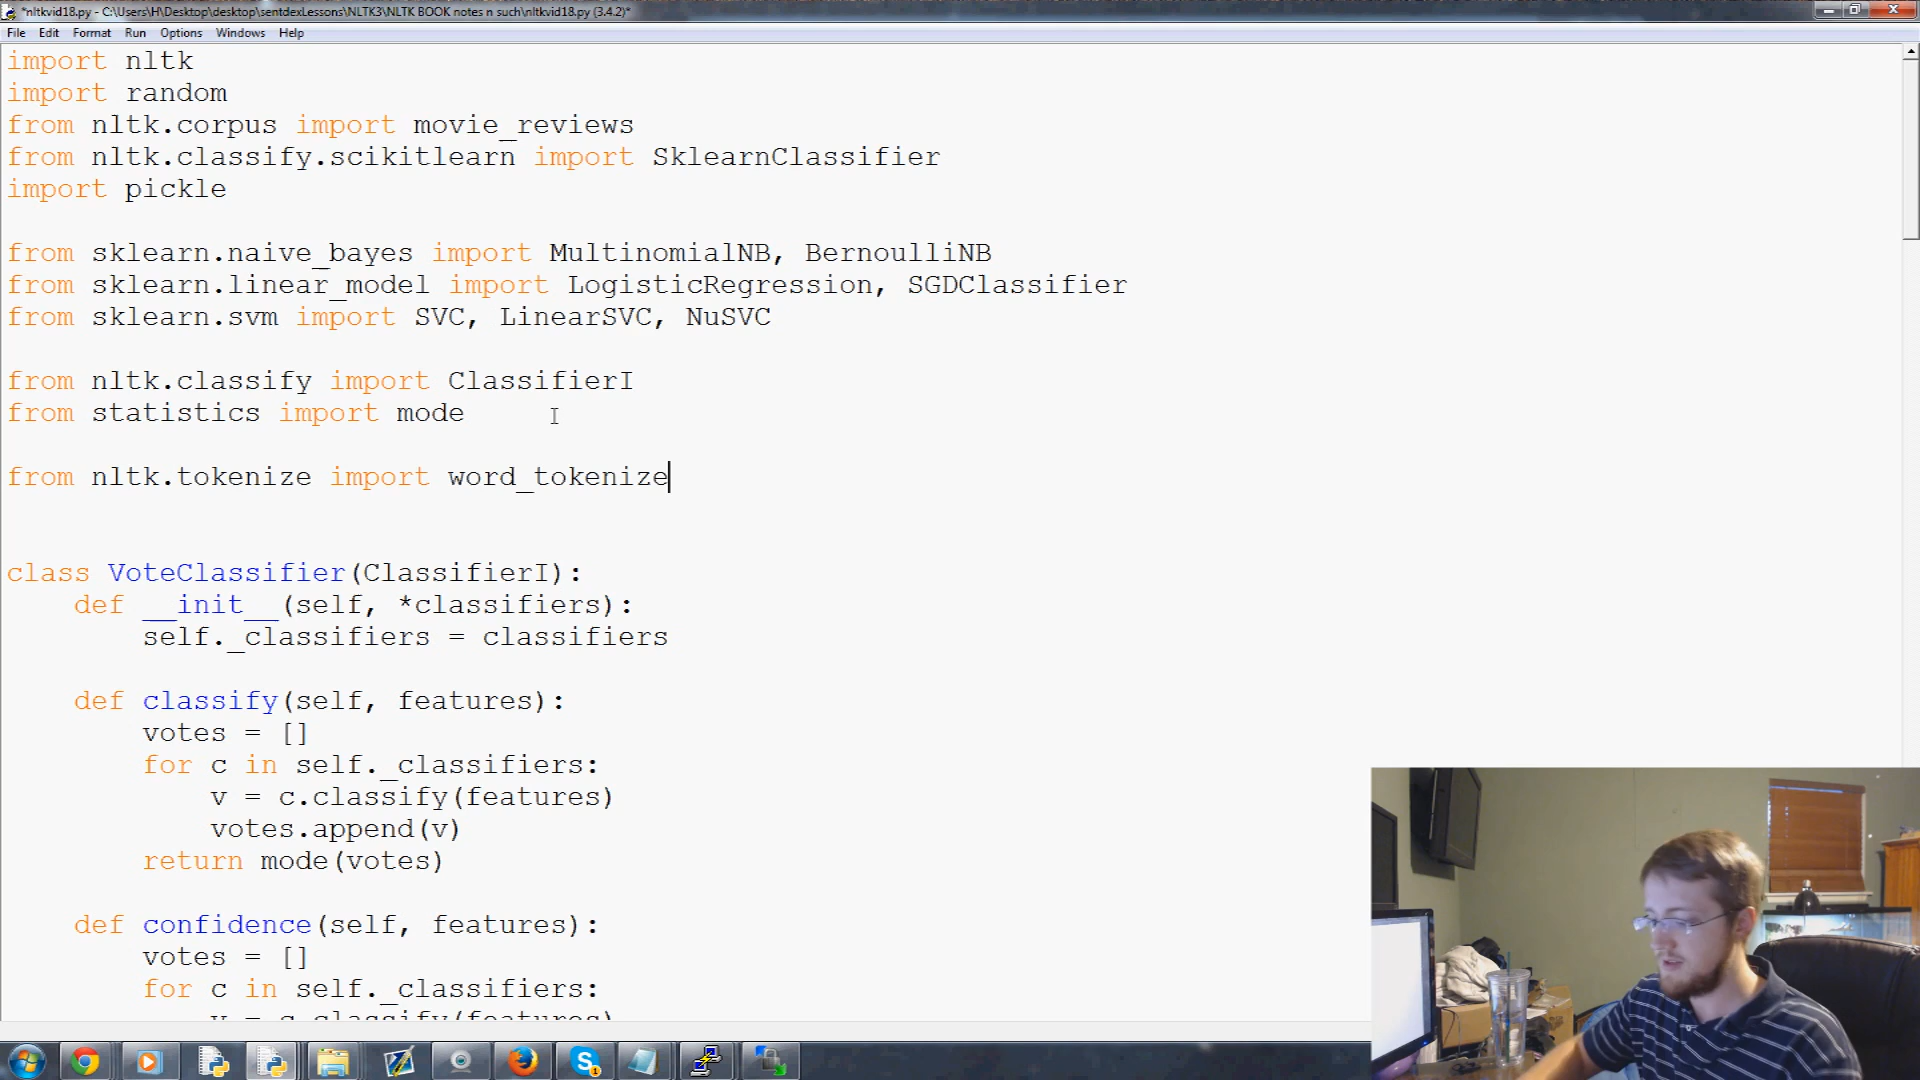 *nltkvid18.py - C:\Users\H\Desktop\desktop\sentdexLessons\NLTK3\NLTK BOOK notes n such\nltkvid18.py (3.4.2)*
File Edit Format Run Options Windows Help
import nltk
import random
from nltk.corpus import movie_reviews
from nltk.classify.scikitlearn import SklearnClassifier
import pickle
from sklearn.naive_bayes import MultinomialNB, BernoulliNB
from sklearn.linear_model import LogisticRegression, SGDClassifier
from sklearn.svm import SVC, LinearSVC, NuSVC
from nltk.classify import ClassifierI
from statistics import mode
from nltk.tokenize import word_tokenize
class VoteClassifier(ClassifierI):
    def __init__(self, *classifiers):
        self._classifiers = classifiers
    def classify(self, features):
        votes = []
        for c in self._classifiers:
            v = c.classify(features)
            votes.append(v)
        return mode(votes)
    def confidence(self, features):
        votes = []
        for c in self._classifiers:
            v = c.classify(features)